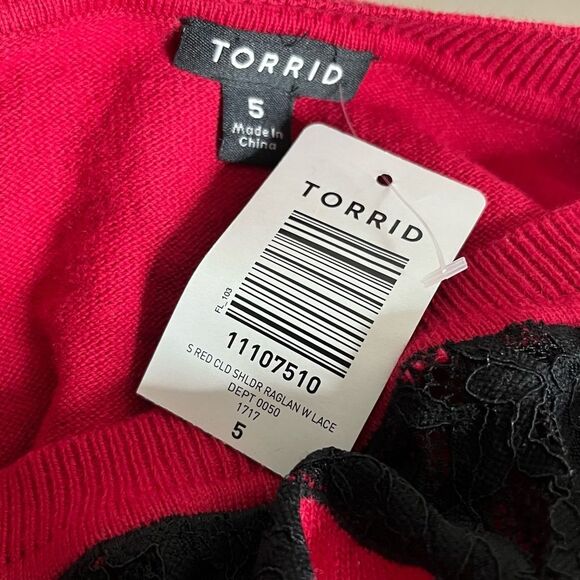 TORRID
5
Made In
China
TORRID
FL_103
11107510
S RED CLD SHLDR RAGLAN W LACE
DEPT 0050
1717
5